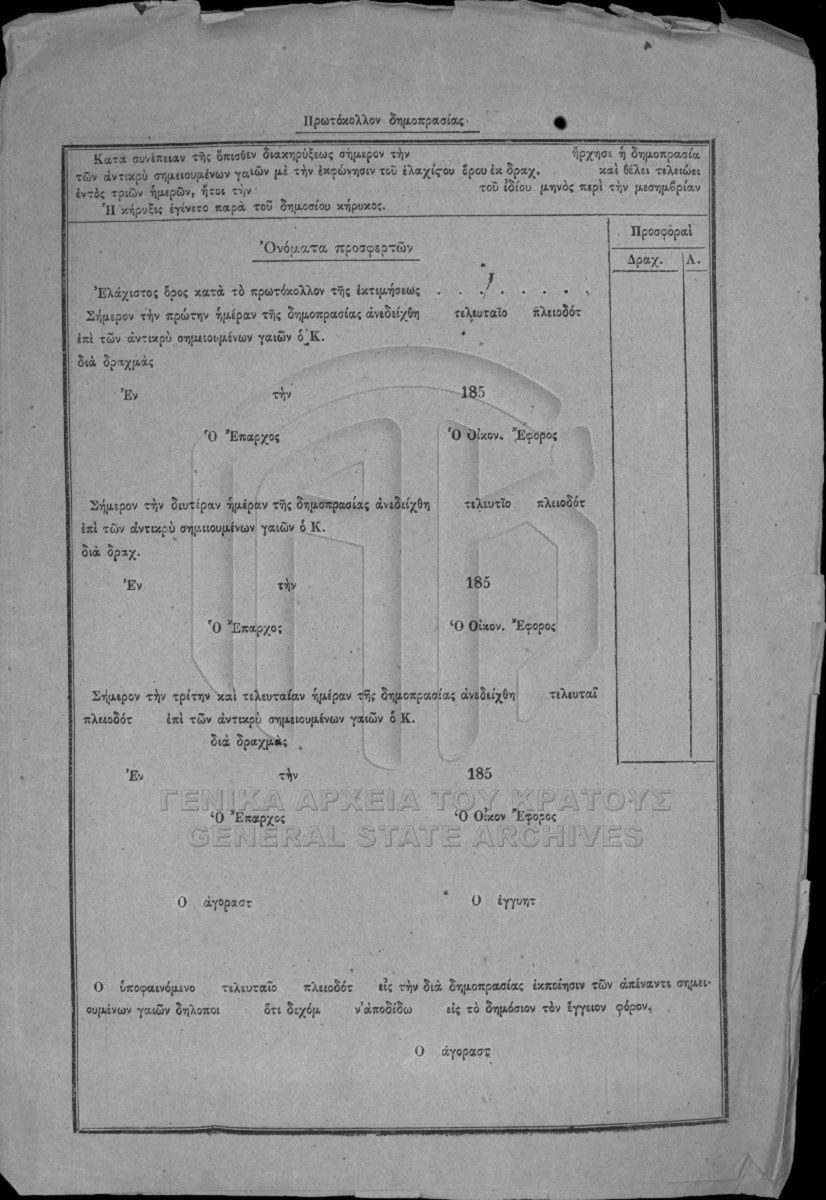 Πρωτόκολλον δημοπρασίας.
Κατὰ συνέπειαν τῆς ὄπισθεν διακηρύξεως σήμερον τὴν ἤρχησε ἡ δημοπρασία
τῶν ἀντικρὺ σημειουμένων γαιῶν μὲ τὴν ἐκφώνησιν τοῦ ἐλαχίστου ὅρου ἐκ δραχ. καὶ θέλει τελειώει
ἐντὸς τριῶν ἡμερῶν, ἤτοι τὴν τοῦ ἰδίου μηνὸς περὶ τὴν μεσημβρίαν
Ἡ κήρυξις ἐγένετο παρὰ τοῦ δημοσίου κήρυκος.
Προσφοραὶ
Ὀνόματα προσφερτῶν
Δραχ. Λ.
Ἐλάχιστος ὅρος κατὰ τὸ πρωτόκολλον τῆς ἐκτιμήσεως . . . . . . . .
Σήμερον τὴν πρώτην ἡμέραν τῆς δημοπρασίας ἀνεδείχθη τελευταῖο πλειοδότ
ἐπὶ τῶν ἀντικρὺ σημειουμένων γαιῶν ὁ Κ.
διὰ δραχμὰς
Ἐν τὴν 185
Ὁ Ἔπαρχος Ὁ Οἰκον. Ἔφορος
Σήμερον τὴν δευτέραν ἡμέραν τῆς δημοπρασίας ἀνεδείχθη τελευτῖο πλειοδότ
ἐπὶ τῶν ἀντικρὺ σημειουμένων γαιῶν ὁ Κ.
διὰ δραχ.
Ἐν τὴν 185
Ὁ Ἔπαρχος Ὁ Οἰκον. Ἔφορος
Σήμερον τὴν τρίτην καὶ τελευταίαν ἡμέραν τῆς δημοπρασίας ἀνεδείχθη τελευταῖ
πλειοδότ ἐπὶ τῶν ἀντικρὺ σημειουμένων γαιῶν ὁ Κ.
διὰ δραχμὰς
Ἐν τὴν 185
ΓΕΝΙΚΑ ΑΡΧΕΙΑ ΤΟΥ ΚΡΑΤΟΥΣ
Ὁ Ἔπαρχος Ὁ Οἰκον Ἔφορος
GENERAL STATE ARCHIVES
Ο ἀγοραστ Ο ἐγγυητ
Ο ὑποφαινόμενο τελευταῖο πλειοδότ εἰς τὴν διὰ δημοπρασίας ἐκποίησιν τῶν ἀπέναντι σημει-
ουμένων γαιῶν δηλοποι ὅτι δεχόμ ν'ἀποδίδω εἰς τὸ δημόσιον τὸν ἔγγειον φόρον,
Ο ἀγοραστ